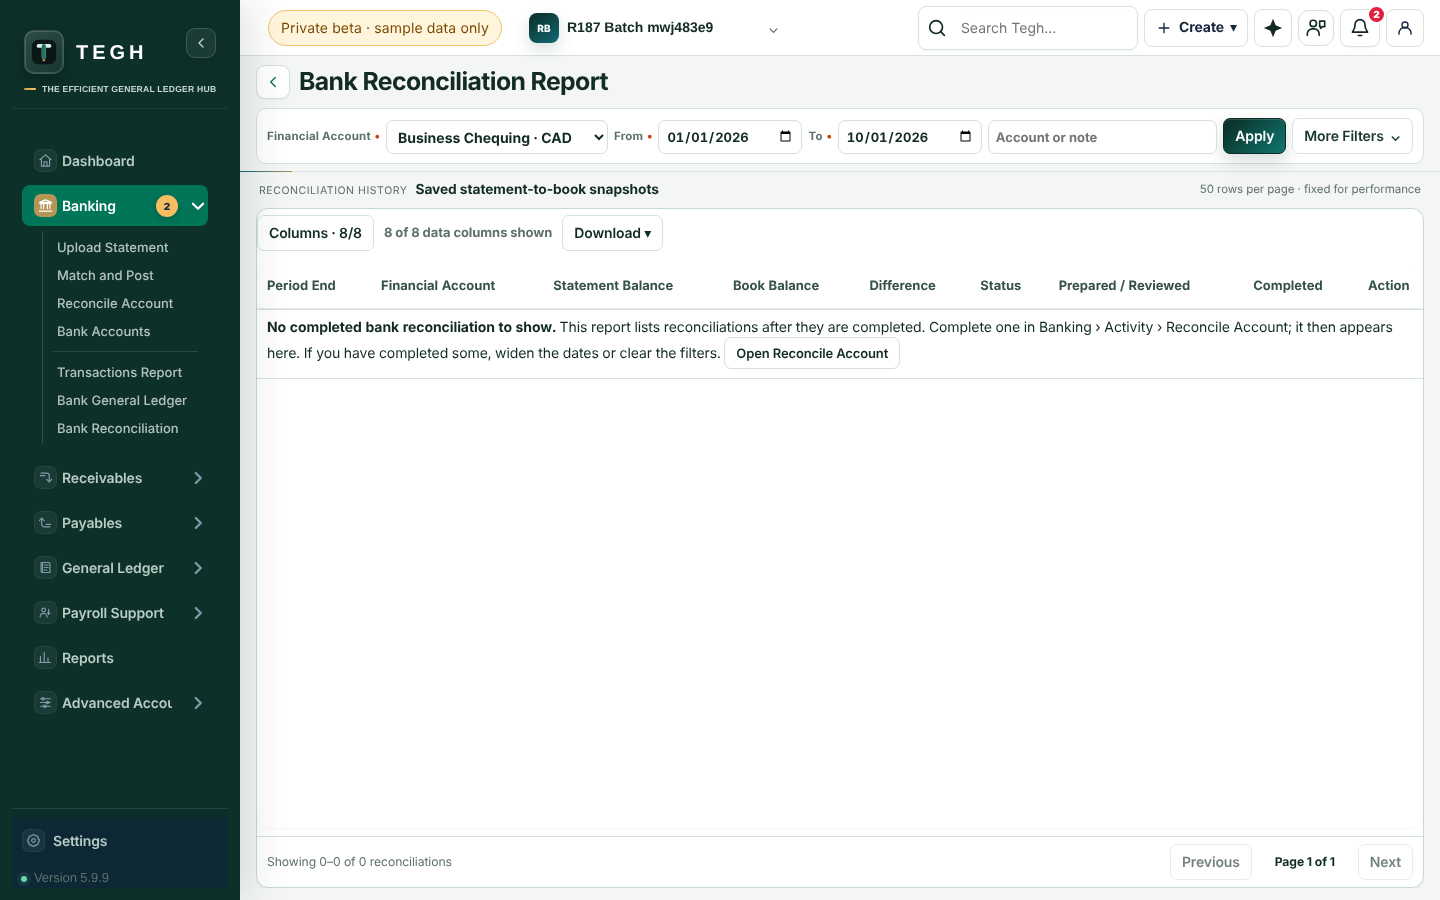 TEGH
THE EFFICIENT GENERAL LEDGER HUB
Dashboard
Banking 2
Upload Statement
Match and Post
Reconcile Account
Bank Accounts
Transactions Report
Bank General Ledger
Bank Reconciliation
Receivables
Payables
General Ledger
Payroll Support
Reports
Advanced Accou
Settings
Version 5.9.9
Private beta · sample data only
RB R187 Batch mwj483e9
Search Tegh...
+ Create ▾
2
Bank Reconciliation Report
Financial Account • Business Chequing · CAD From • 01/01/2026 To • 10/01/2026 Account or note Apply More Filters
RECONCILIATION HISTORY Saved statement-to-book snapshots 50 rows per page · fixed for performance
Columns · 8/8 8 of 8 data columns shown Download ▾
Period End Financial Account Statement Balance Book Balance Difference Status Prepared / Reviewed Completed Action
No completed bank reconciliation to show. This report lists reconciliations after they are completed. Complete one in Banking › Activity › Reconcile Account; it then appears
here. If you have completed some, widen the dates or clear the filters. Open Reconcile Account
Showing 0–0 of 0 reconciliations Previous Page 1 of 1 Next